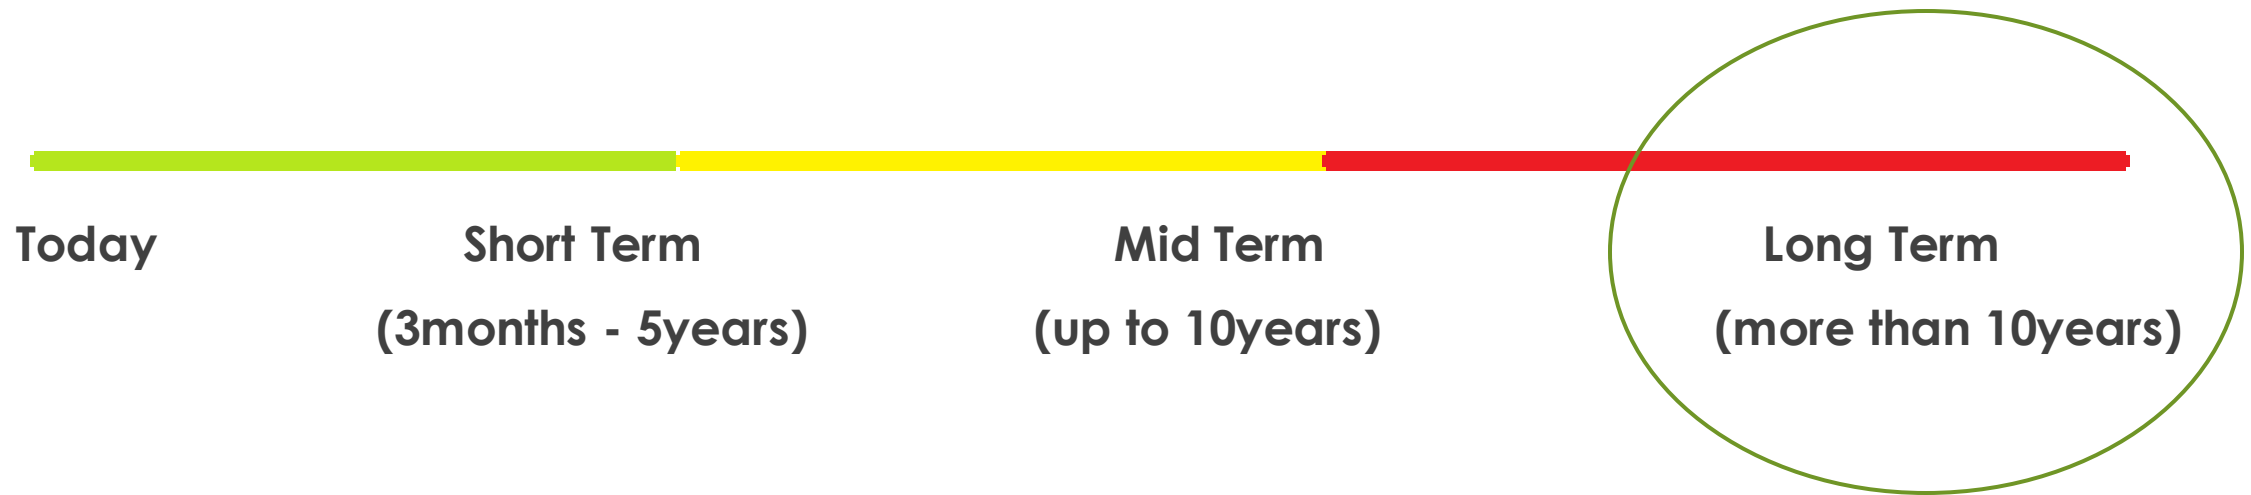 Today Short Term Mid Term Long Term
(3months - 5years) (up to 10years) (more than 10years)